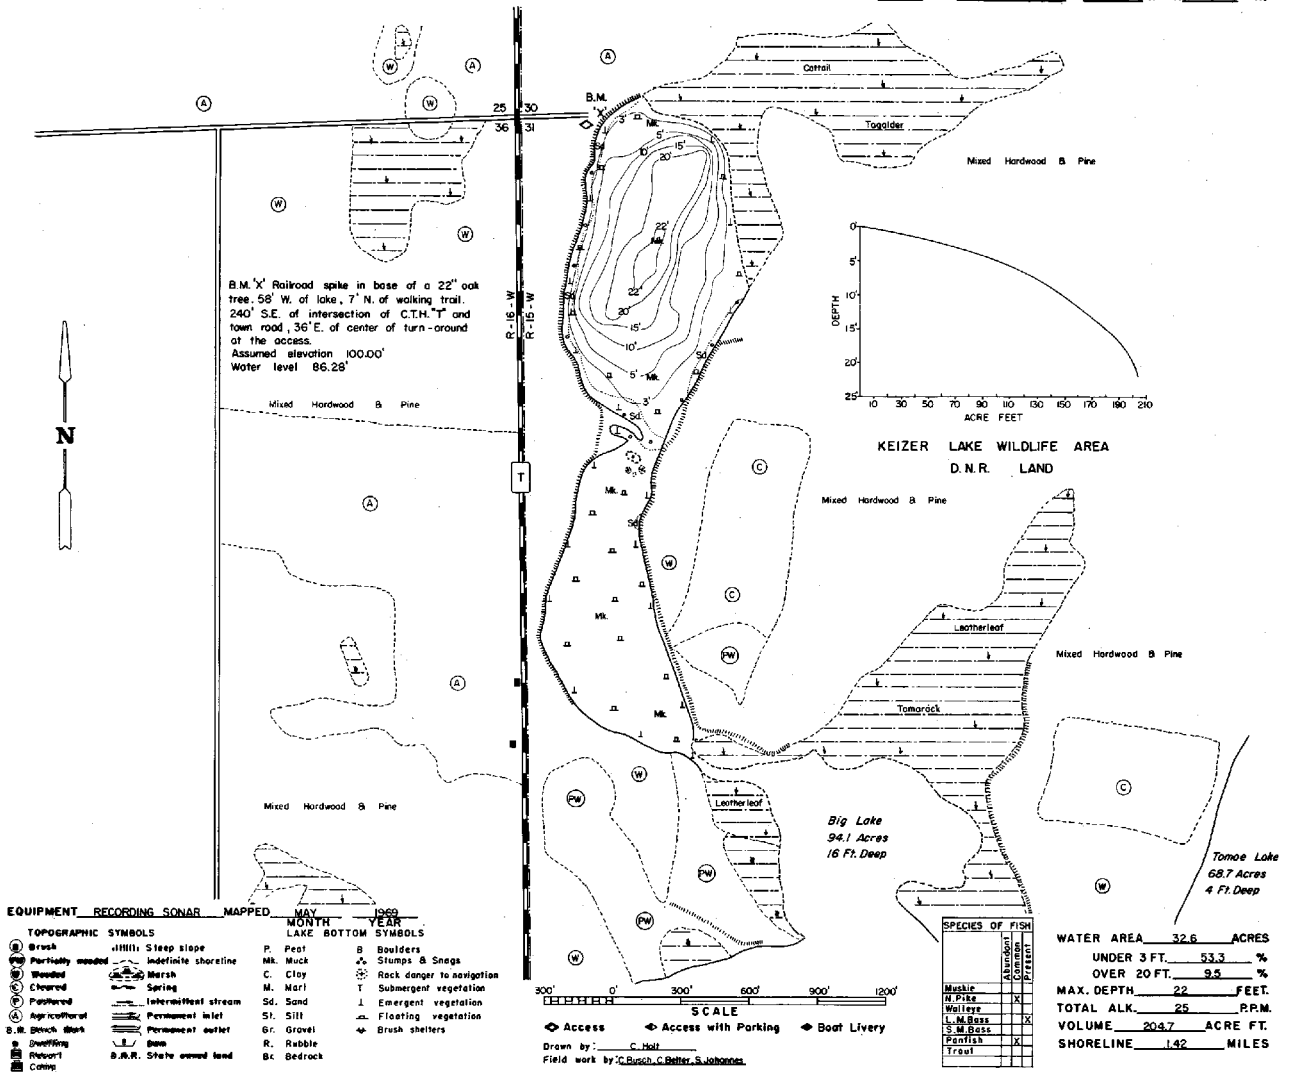 Cattail
Tagalder
Mixed Hardwood & Pine
A
W
A
W
A
25 30
36 31
B.M.
'X'
3'
Mk.
5'
15'
10'
20'
Sd
22'
Mk.
22'
20'
15'
10'
5'
Mk.
3'
Sd
Sd
Sd
W
W
B.M. 'X' Railroad spike in base of a 22" oak
tree. 58' W. of lake, 7' N. of walking trail.
240' S.E. of intersection of C.T.H. "T" and
town road, 36' E. of center of turn-around
at the access.
Assumed elevation 100.00'
Water level 86.28'
R-16-W
R-15-W
Mixed Hardwood & Pine
N
T
A
A
DEPTH
0'
5'
10'
15'
20'
25'
10 30 50 70 90 110 130 150 170 190 210
ACRE FEET
KEIZER LAKE WILDLIFE AREA
D.N.R. LAND
Mixed Hardwood & Pine
C
Mk.
Sd
W
C
Mk.
PW
Mk.
Leatherleaf
Mixed Hardwood & Pine
Tamarack
C
W
PW
Leatherleaf
Mixed Hardwood & Pine
Big Lake
94.1 Acres
16 Ft. Deep
Tomoe Lake
68.7 Acres
4 Ft. Deep
PW
W
PW
W
EQUIPMENT RECORDING SONAR MAPPED MAY 1969
MONTH YEAR
TOPOGRAPHIC SYMBOLS
B Brush
PW Partially wooded
W Wooded
C Cleared
P Pastured
A Agricultural
B.M. Bench Mark
Dwelling
Resort
Camp
Steep slope
Indefinite shoreline
Marsh
Spring
Intermittent stream
Permanent inlet
Permanent outlet
Dam
D.N.R. State owned land
LAKE BOTTOM SYMBOLS
P. Peat
Mk. Muck
C. Clay
M. Marl
Sd. Sand
St. Silt
Gr. Gravel
R. Rubble
Br. Bedrock
B Boulders
Stumps & Snags
Rock danger to navigation
T Submergent vegetation
Emergent vegetation
Floating vegetation
Brush shelters
300' 0' 300' 600' 900' 1200'
SCALE
Access Access with Parking Boat Livery
Drawn by: C. Holt
Field work by: C. Busch, C. Belter, S. Johannes
SPECIES OF FISH
Abundant
Common
Present
Muskie
N. Pike X
Walleye
L.M. Bass X
S.M. Bass
Panfish X
Trout
WATER AREA 32.6 ACRES
UNDER 3 FT. 53.3 %
OVER 20 FT. 9.5 %
MAX. DEPTH 22 FEET.
TOTAL ALK. 25 P.P.M.
VOLUME 204.7 ACRE FT.
SHORELINE 1.42 MILES